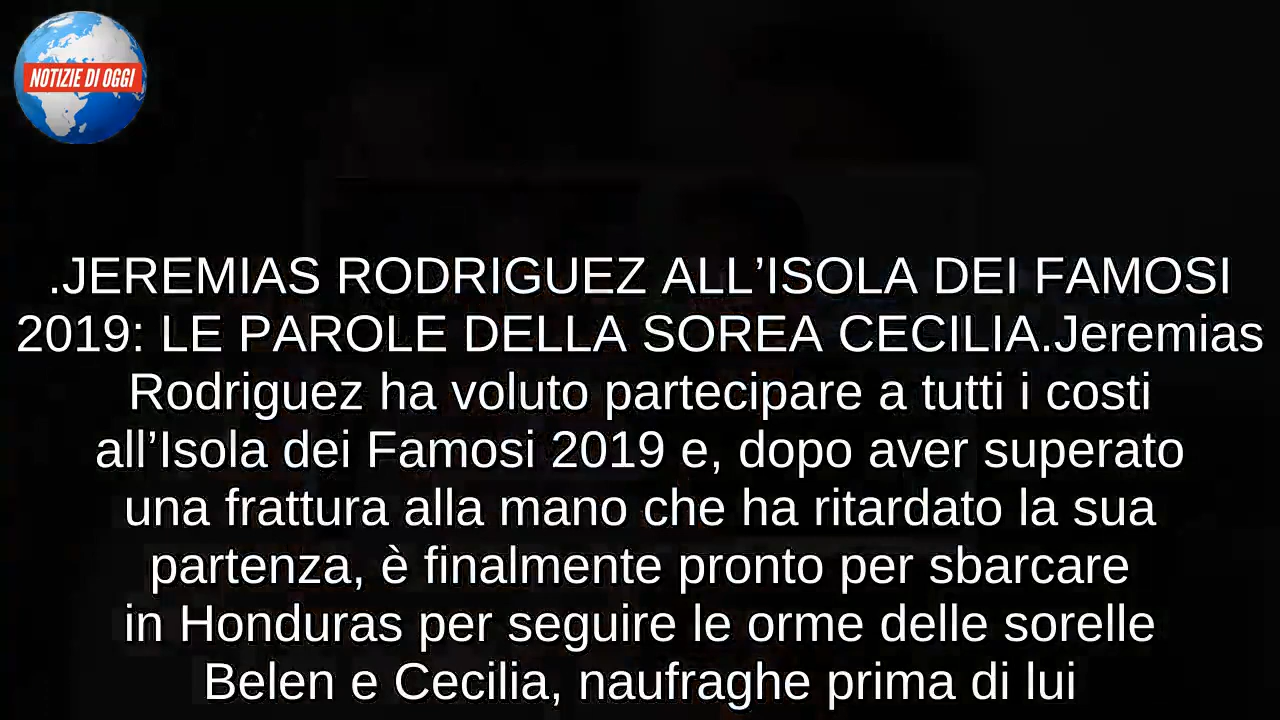 NOTIZIE DI OGGI
.JEREMIAS RODRIGUEZ ALL’ISOLA DEI FAMOSI
2019: LE PAROLE DELLA SOREA CECILIA.Jeremias
Rodriguez ha voluto partecipare a tutti i costi
all’Isola dei Famosi 2019 e, dopo aver superato
una frattura alla mano che ha ritardato la sua
partenza, è finalmente pronto per sbarcare
in Honduras per seguire le orme delle sorelle
Belen e Cecilia, naufraghe prima di lui